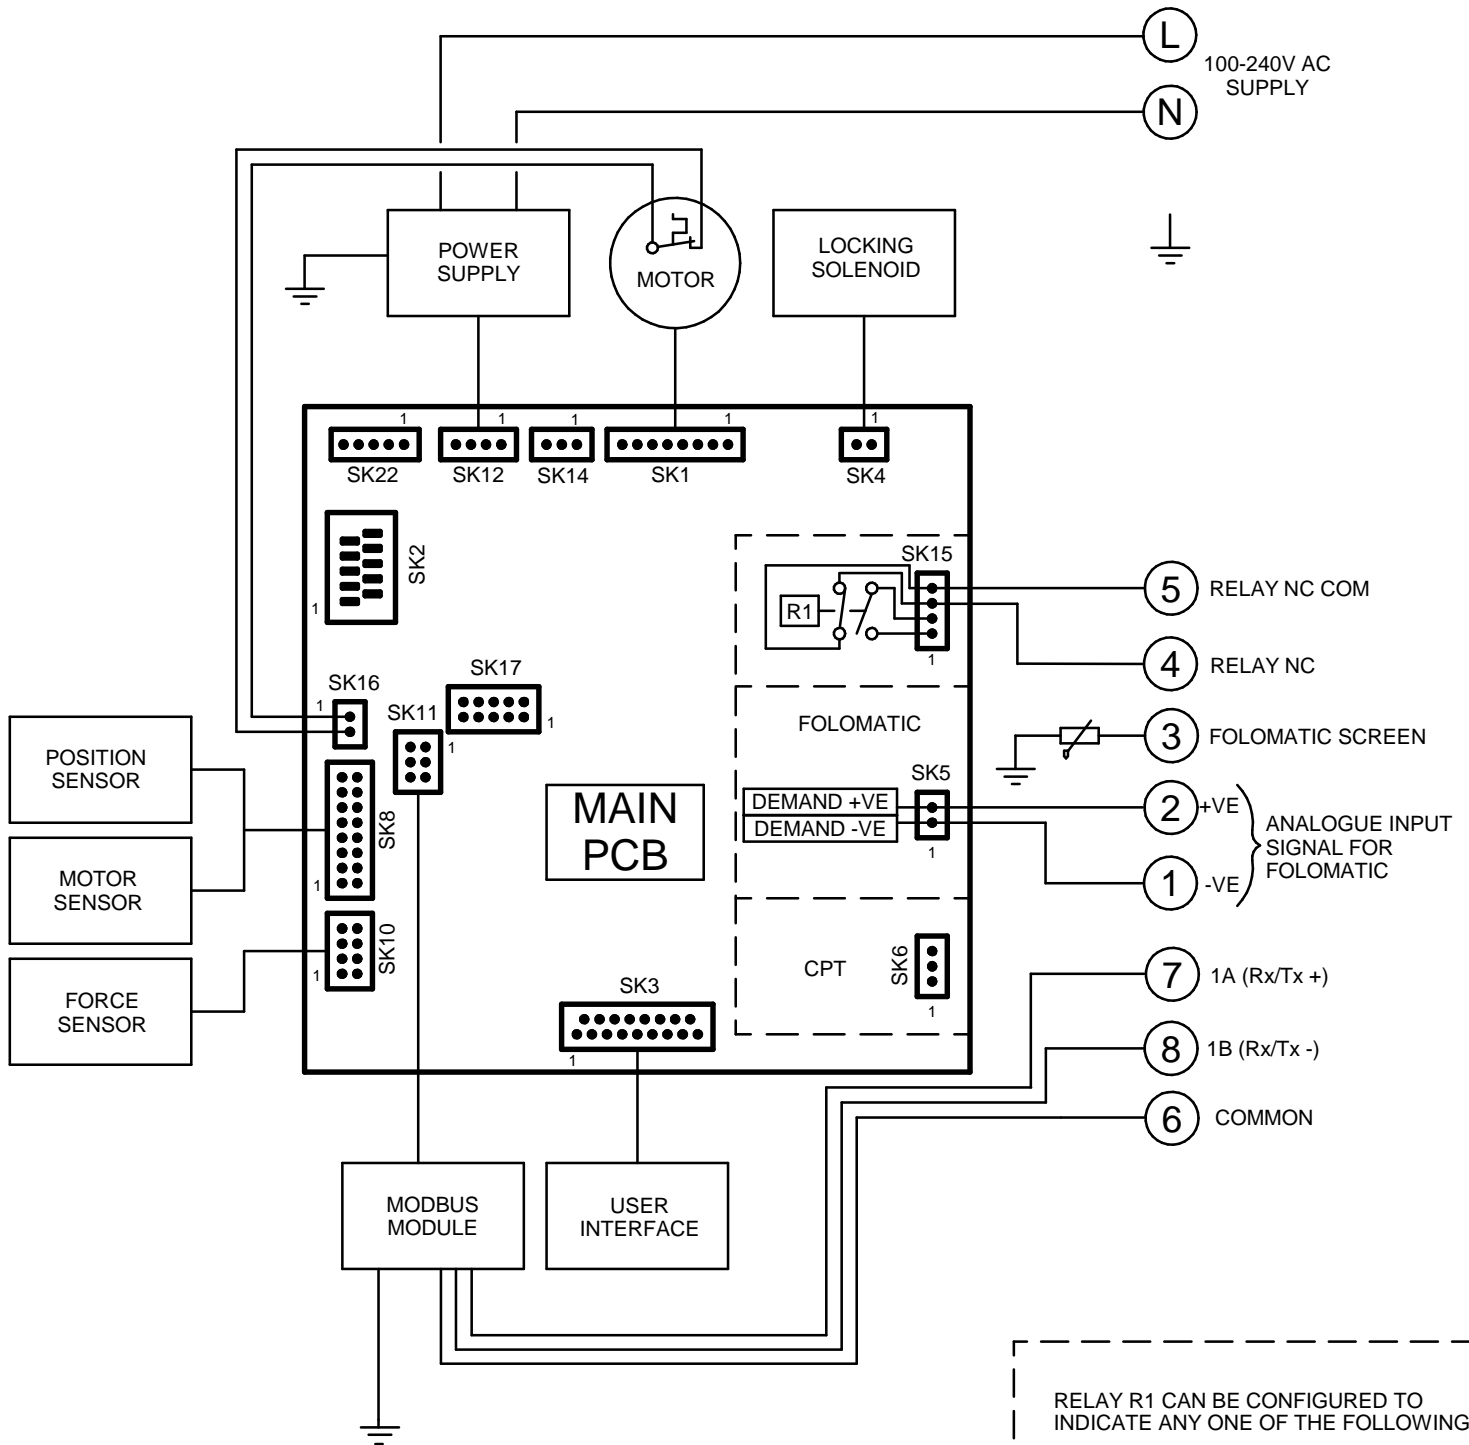 L
100-240V AC
SUPPLY
N
POWER
SUPPLY
MOTOR
LOCKING
SOLENOID
1
1
1
1
1
SK22
SK12
SK14
SK1
SK4
SK2
1
SK15
R1
1
5
RELAY NC COM
4
RELAY NC
SK17
1
SK16
1
SK11
1
FOLOMATIC
3
FOLOMATIC SCREEN
POSITION
SENSOR
SK8
1
MAIN
PCB
SK5
DEMAND +VE
DEMAND -VE
1
2
+VE
1
-VE
ANALOGUE INPUT
SIGNAL FOR
FOLOMATIC
MOTOR
SENSOR
SK10
1
CPT
SK6
1
7
1A (Rx/Tx +)
FORCE
SENSOR
SK3
1
8
1B (Rx/Tx -)
6
COMMON
MODBUS
MODULE
USER
INTERFACE
RELAY R1 CAN BE CONFIGURED TO
INDICATE ANY ONE OF THE FOLLOWING